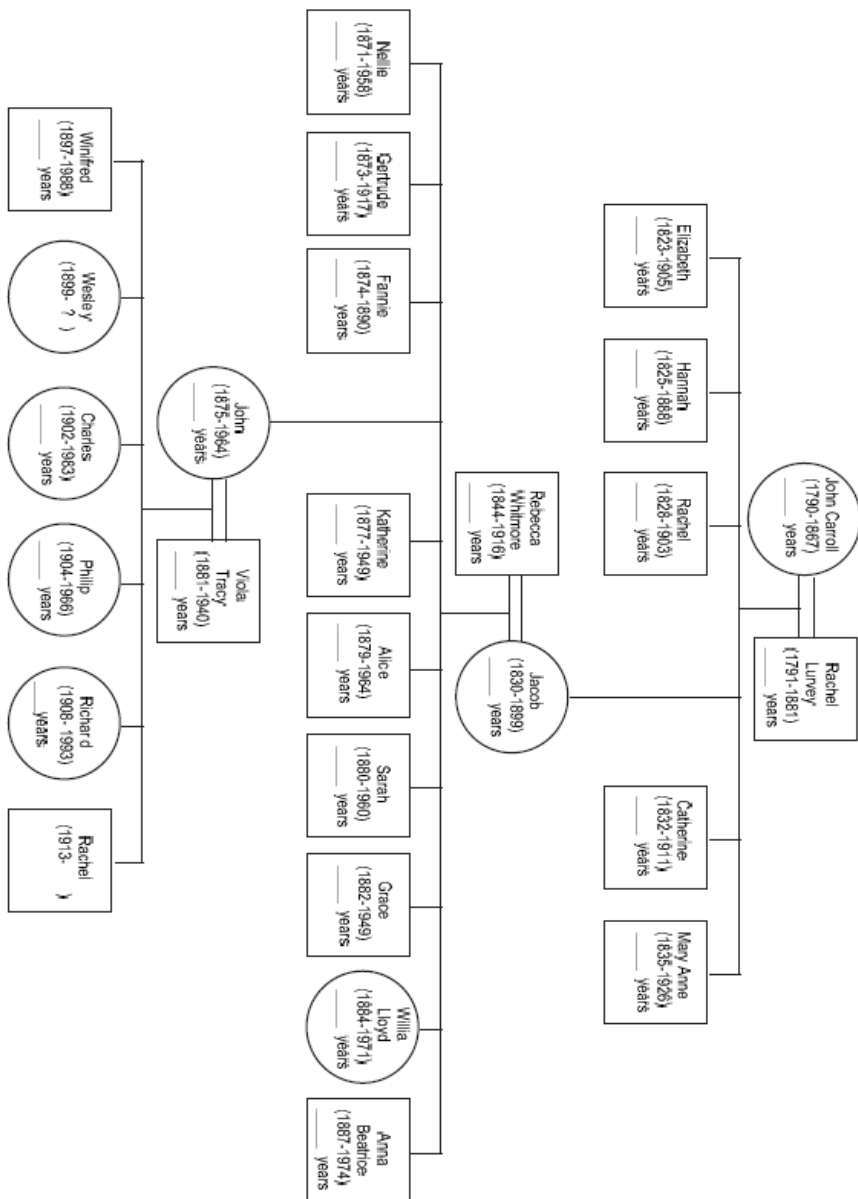 John Carroll
(1790-1867)
____ years
Rachel
Lurvey
(1791-1881)
____ years
Elizabeth
(1823-1905)
____ years
Hannah
(1825-1888)
____ years
Rachel
(1828-1903)
____ years
Catherine
(1832-1911)
____ years
Mary Anne
(1835-1926)
____ years
Rebecca
Whitmore
(1844-1916)
____ years
Jacob
(1830-1899)
____ years
Nellie
(1871-1958)
____ years
Gertrude
(1873-1917)
____ years
Fannie
(1874-1890)
____ years
Katherine
(1877-1949)
____ years
Alice
(1879-1964)
____ years
Sarah
(1880-1960)
____ years
Grace
(1882-1949)
____ years
Willia
Lloyd
(1884-1971)
____ years
Anna
Beatrice
(1887-1974)
____ years
John
(1875-1964)
____ years
Viola
Tracy
(1881-1940)
____ years
Winifred
(1897-1988)
____ years
Wesley
(1899- ? )
Charles
(1902-1983)
____ years
Philip
(1904-1966)
____ years
Richard
(1908- 1993)
____ years
Rachel
(1913- )